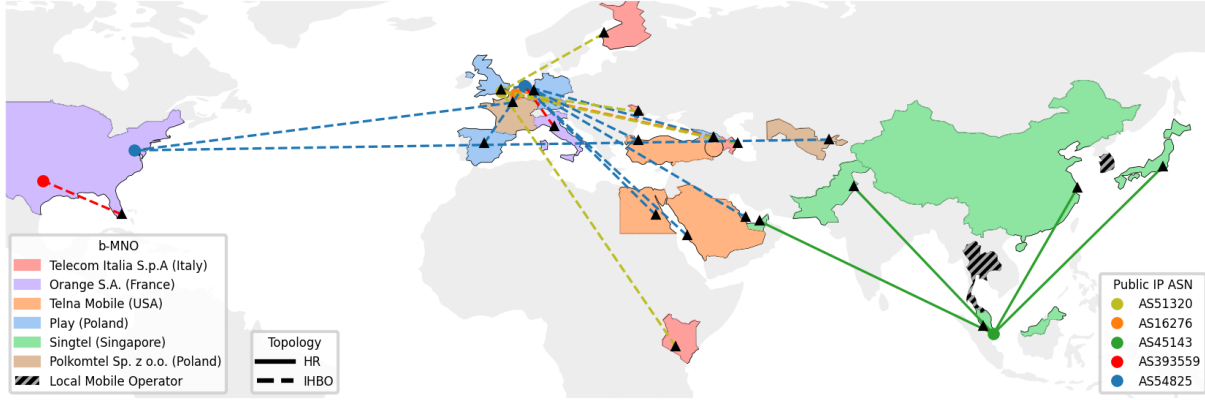 b-MNO
Telecom Italia S.p.A (Italy)
Orange S.A. (France)
Telna Mobile (USA)
Play (Poland)
Singtel (Singapore)
Polkomtel Sp. z o.o. (Poland)
Local Mobile Operator
Topology
HR
IHBO
Public IP ASN
AS51320
AS16276
AS45143
AS393559
AS54825